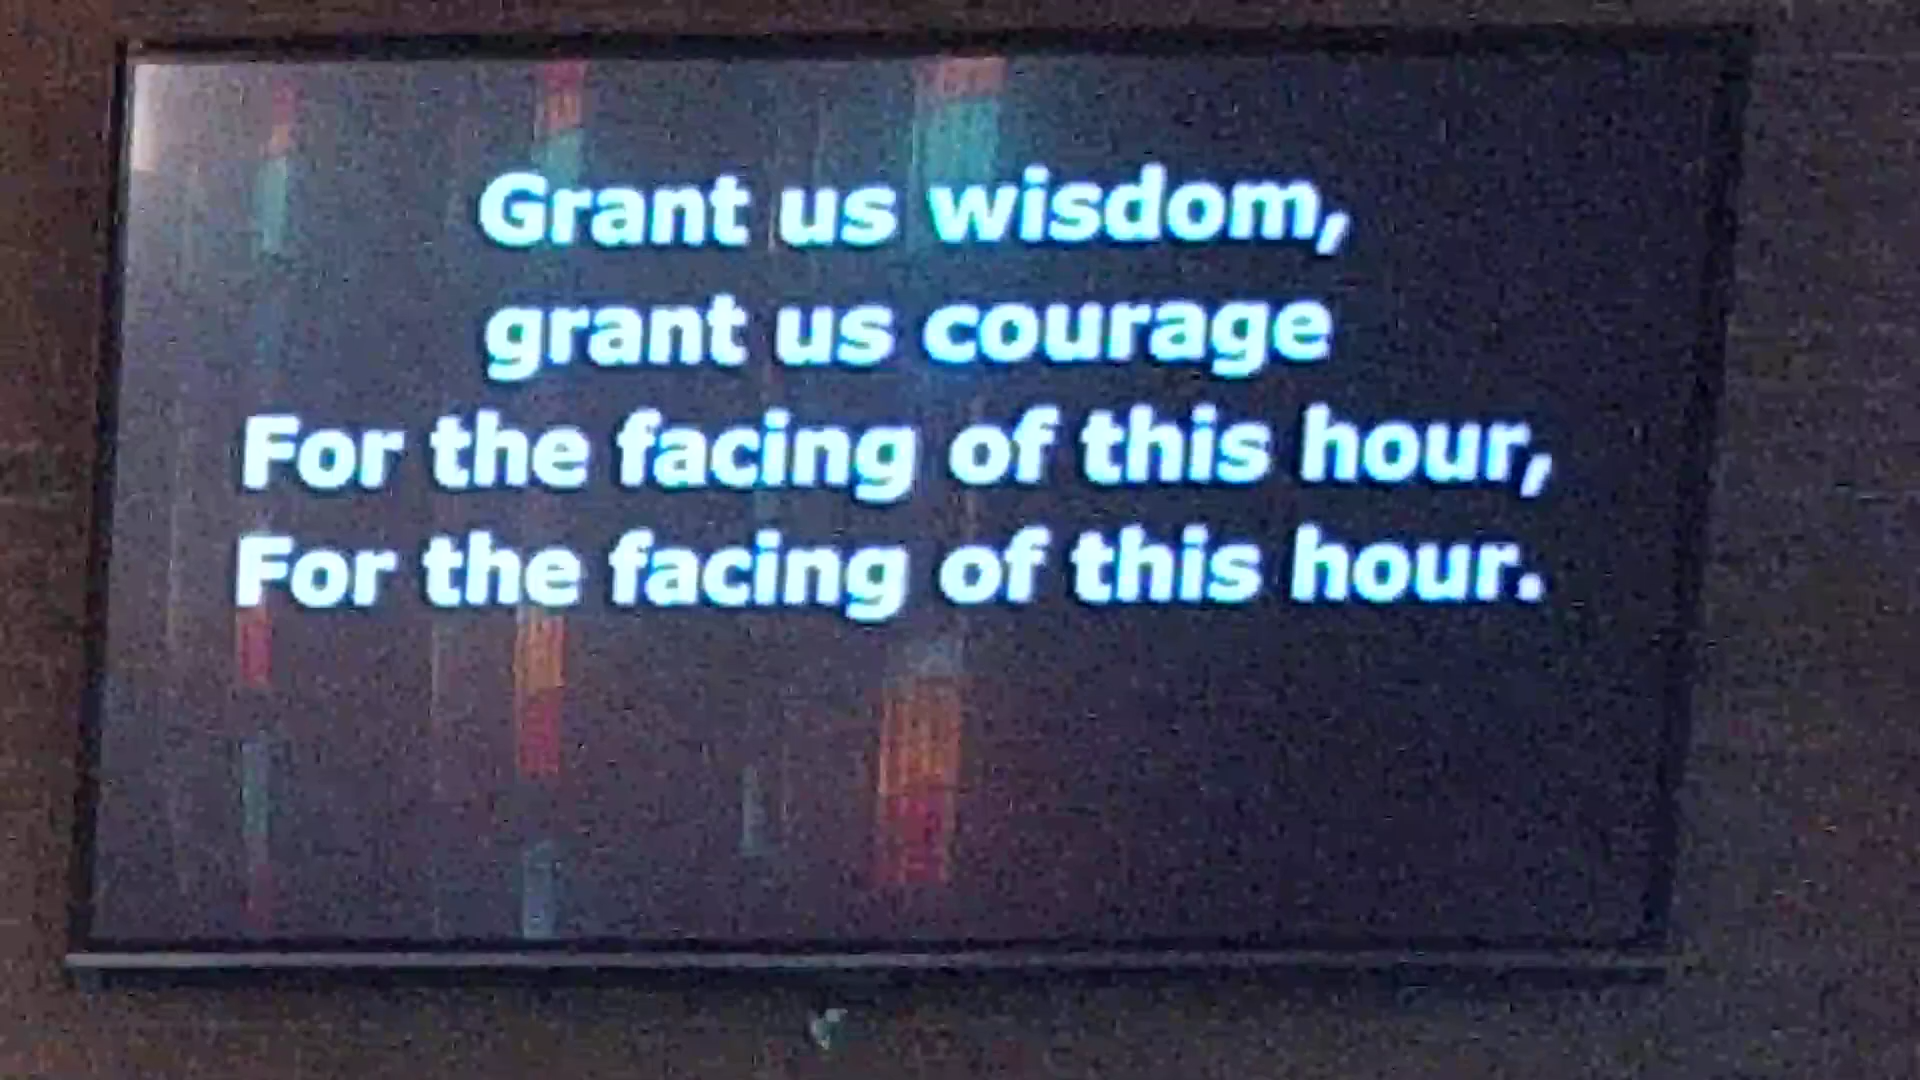 Grant us wisdom,
grant us courage
For the facing of this hour,
For the facing of this hour.